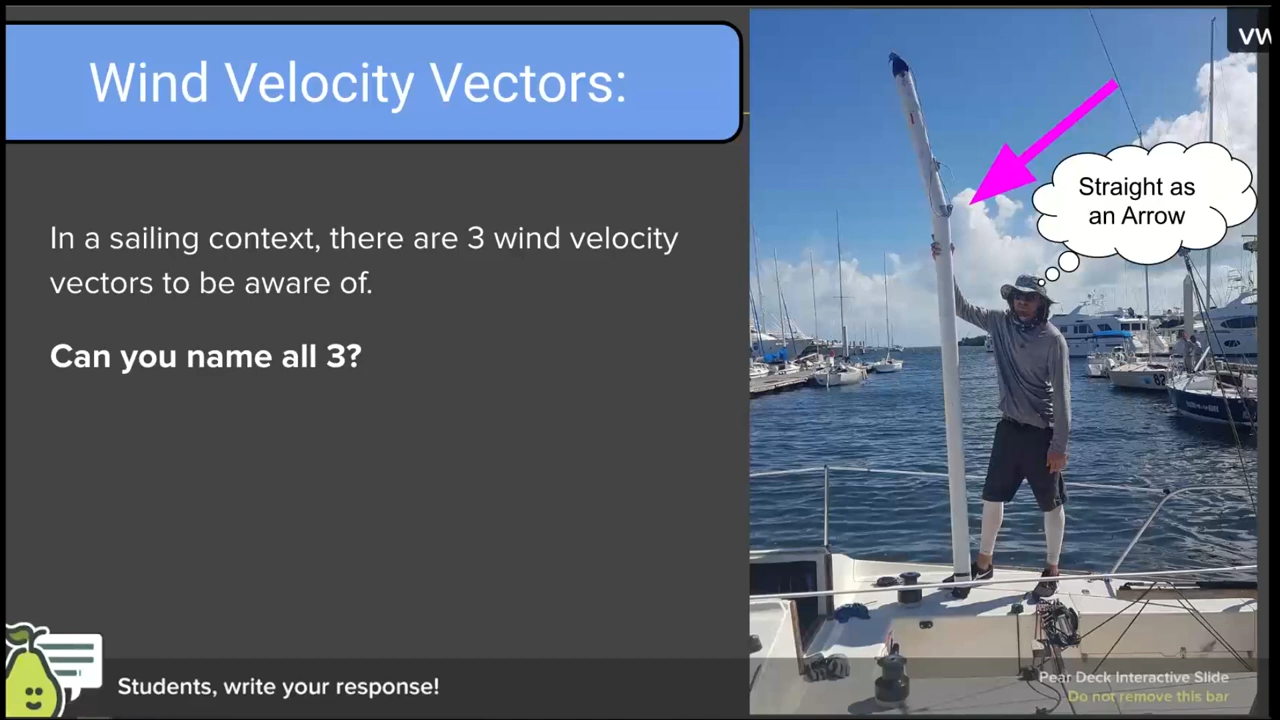 Wind Velocity Vectors:
In a sailing context, there are 3 wind velocity
vectors to be aware of.
Can you name all 3?
Straight as
an Arrow
VW
82
Students, write your response!
Pear Deck Interactive Slide
Do not remove this bar